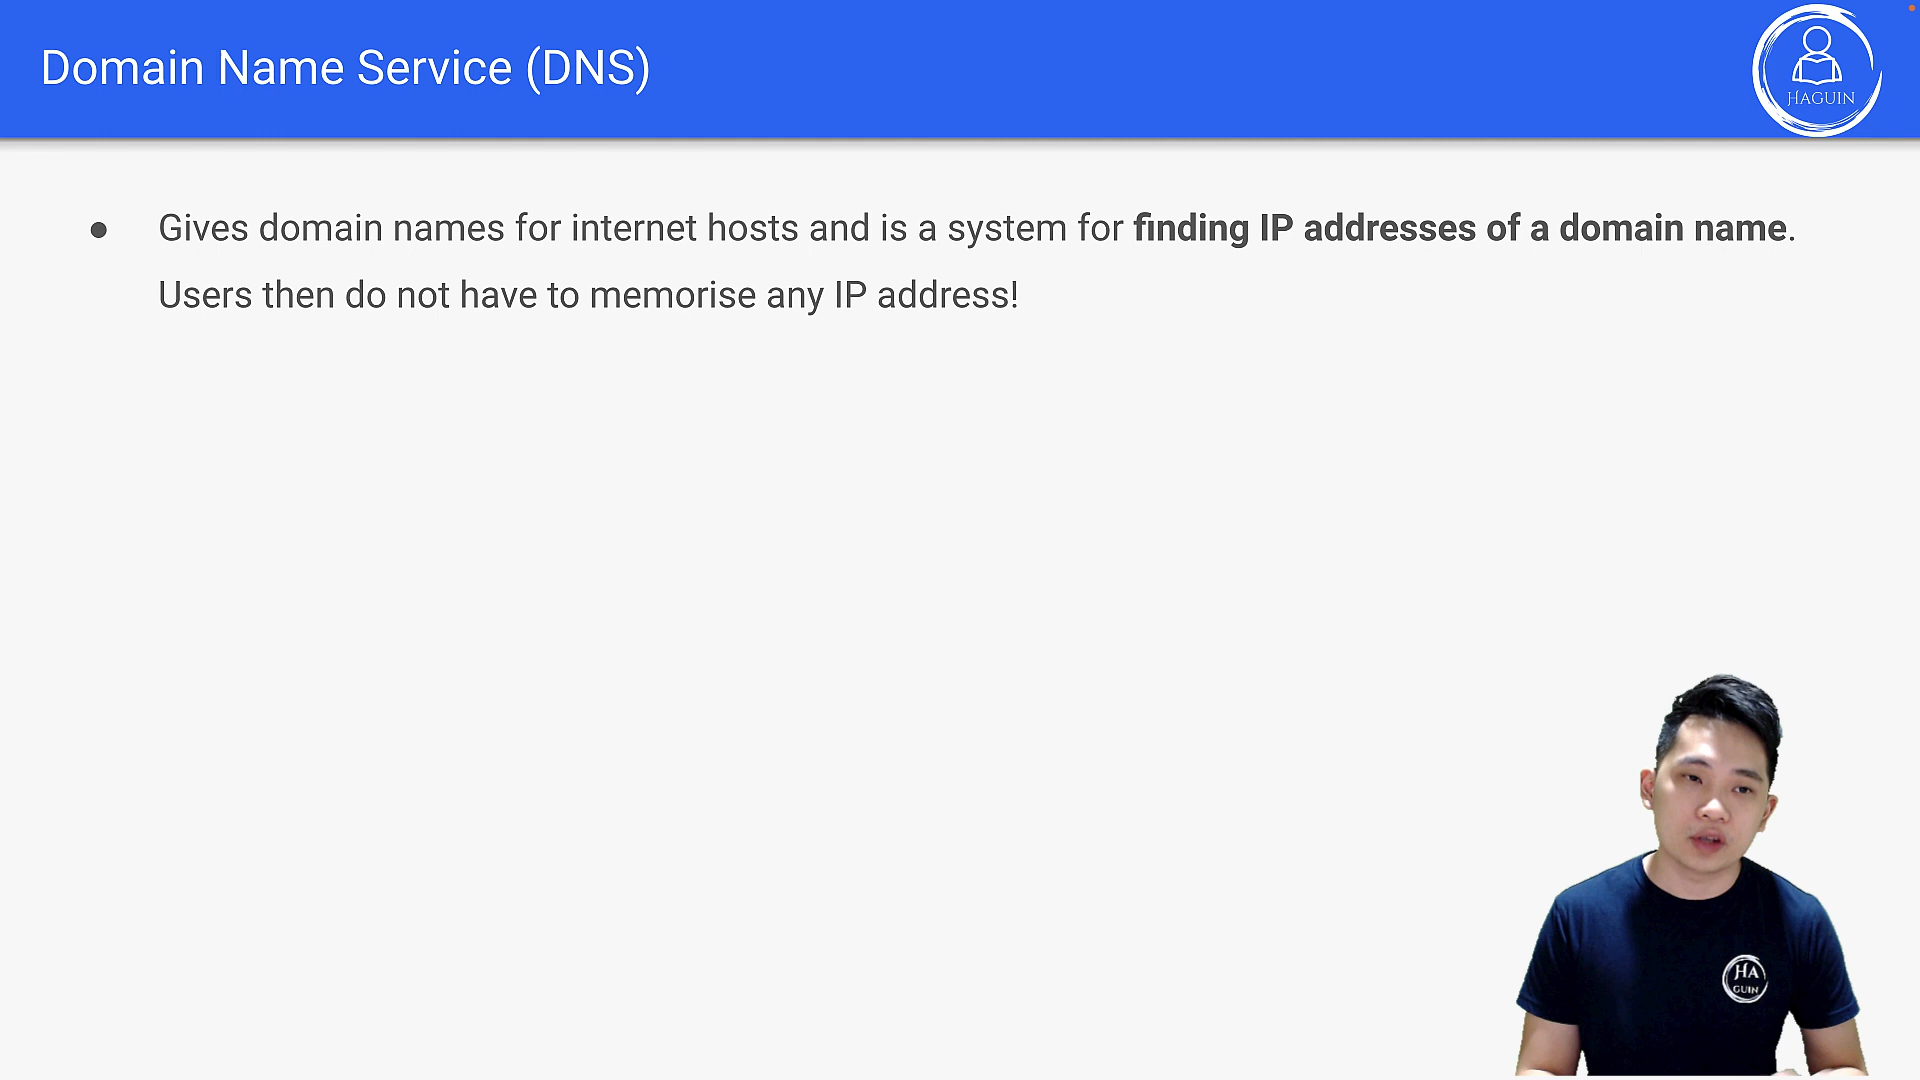 Domain Name Service (DNS)
HAGUIN
● Gives domain names for internet hosts and is a system for finding IP addresses of a domain name.
Users then do not have to memorise any IP address!
HA
GUIN